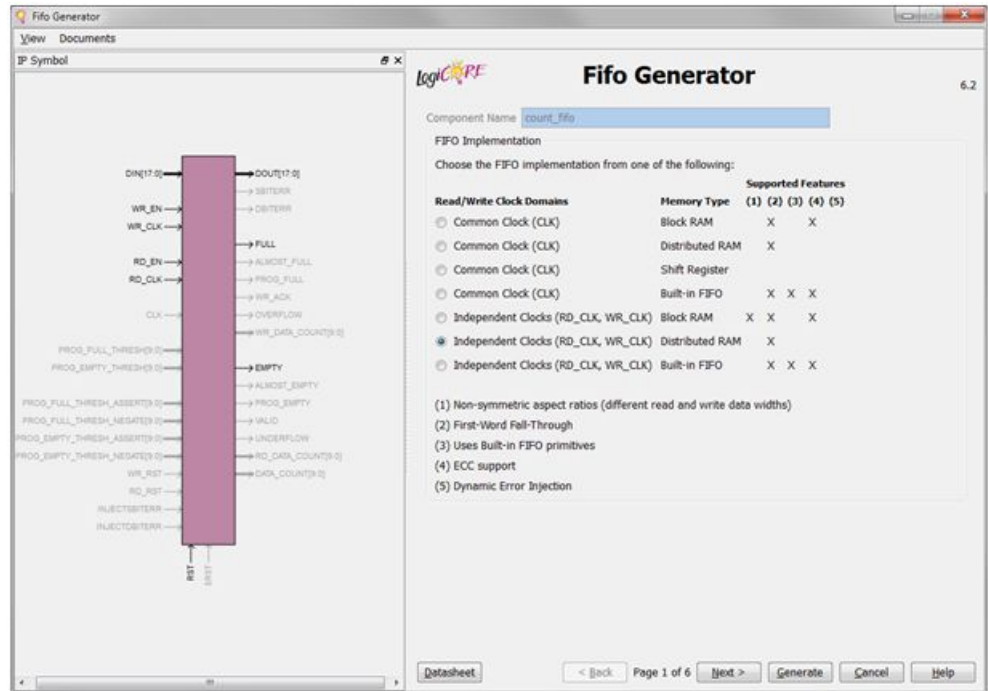 Fifo Generator
View Documents
IP Symbol
DIN[17:0]
DOUT[17:0]
SBITERR
WR_EN
DBITERR
WR_CLK
FULL
RD_EN
ALMOST_FULL
RD_CLK
PROG_FULL
WR_ACK
CLK
OVERFLOW
WR_DATA_COUNT[9:0]
PROG_FULL_THRESH[9:0]
PROG_EMPTY_THRESH[9:0]
EMPTY
ALMOST_EMPTY
PROG_FULL_THRESH_ASSERT[9:0]
PROG_EMPTY
PROG_FULL_THRESH_NEGATE[9:0]
VALID
PROG_EMPTY_THRESH_ASSERT[9:0]
UNDERFLOW
PROG_EMPTY_THRESH_NEGATE[9:0]
RD_DATA_COUNT[9:0]
WR_RST
DATA_COUNT[9:0]
RD_RST
INJECTSBITERR
INJECTDBITERR
RST
SRST
LogiCORE
Fifo Generator
6.2
Component Name count_fifo
FIFO Implementation
Choose the FIFO implementation from one of the following:
Supported Features
Read/Write Clock Domains Memory Type (1) (2) (3) (4) (5)
Common Clock (CLK) Block RAM X X
Common Clock (CLK) Distributed RAM X
Common Clock (CLK) Shift Register
Common Clock (CLK) Built-in FIFO X X X
Independent Clocks (RD_CLK, WR_CLK) Block RAM X X X
Independent Clocks (RD_CLK, WR_CLK) Distributed RAM X
Independent Clocks (RD_CLK, WR_CLK) Built-in FIFO X X X
(1) Non-symmetric aspect ratios (different read and write data widths)
(2) First-Word Fall-Through
(3) Uses Built-in FIFO primitives
(4) ECC support
(5) Dynamic Error Injection
Datasheet < Back Page 1 of 6 Next > Generate Cancel Help